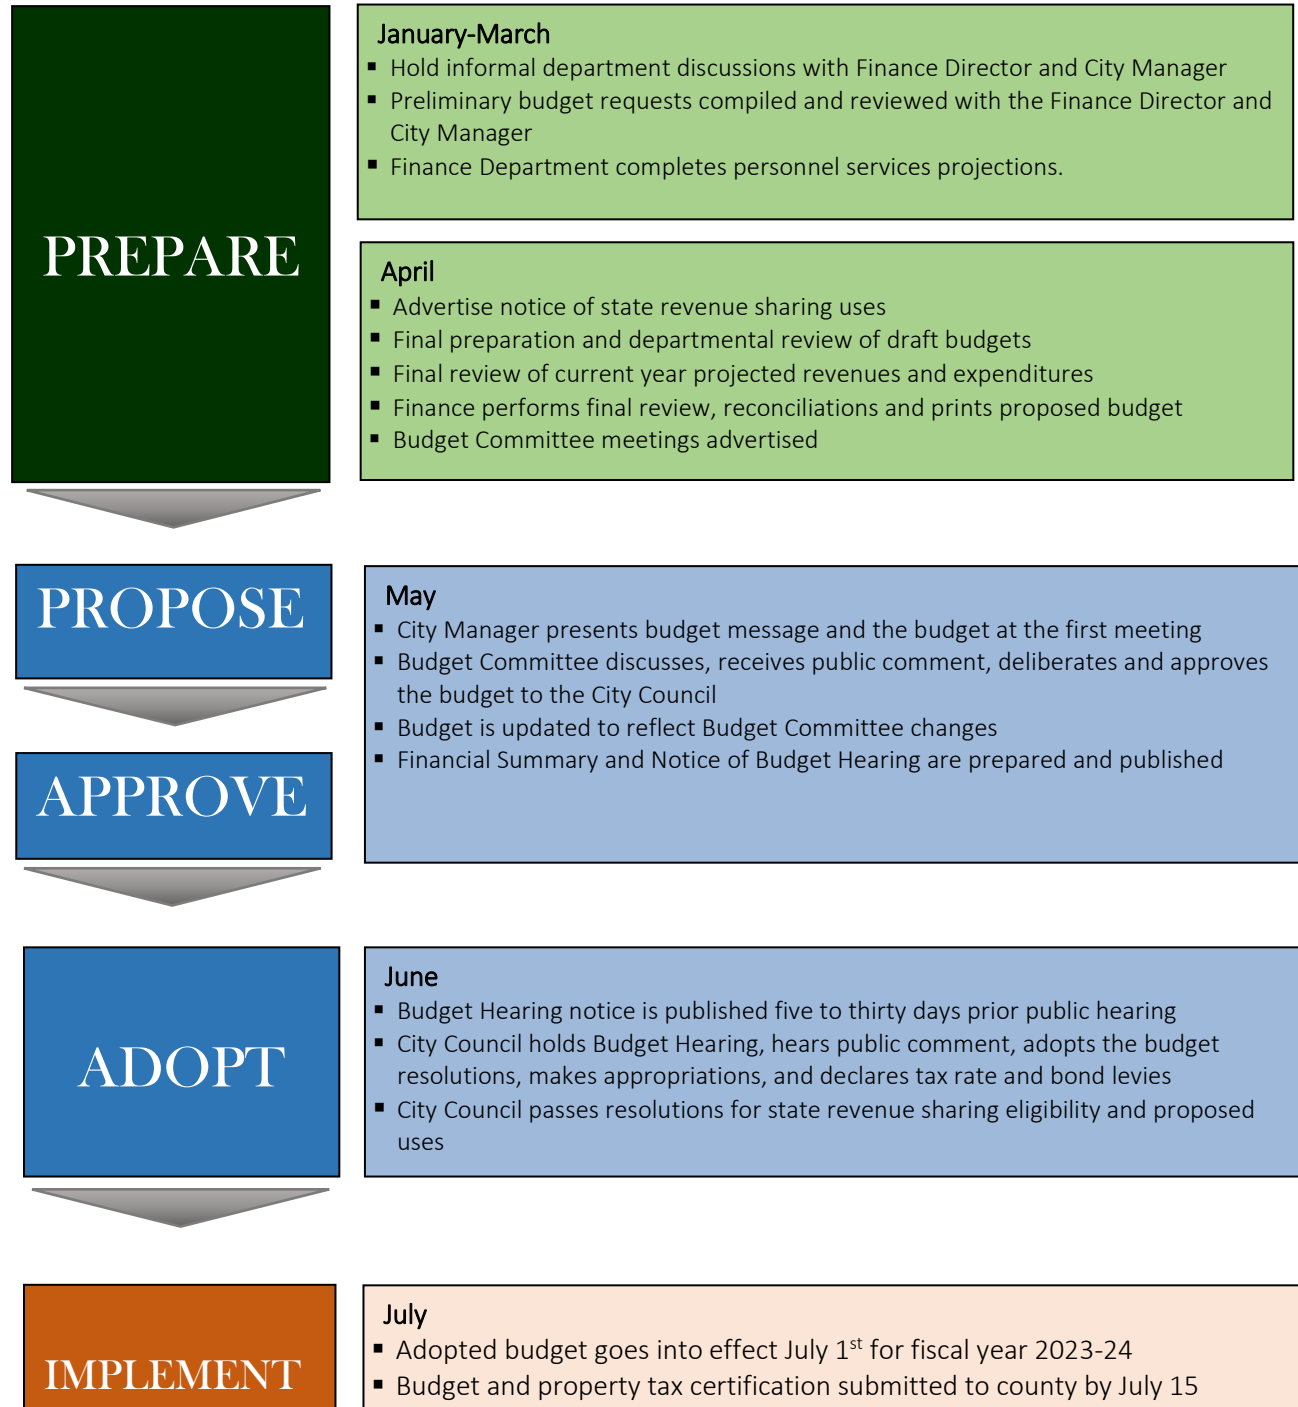 PREPARE
January-March
▪ Hold informal department discussions with Finance Director and City Manager
▪ Preliminary budget requests compiled and reviewed with the Finance Director and
City Manager
▪ Finance Department completes personnel services projections.
April
▪ Advertise notice of state revenue sharing uses
▪ Final preparation and departmental review of draft budgets
▪ Final review of current year projected revenues and expenditures
▪ Finance performs final review, reconciliations and prints proposed budget
▪ Budget Committee meetings advertised
PROPOSE
APPROVE
May
▪ City Manager presents budget message and the budget at the first meeting
▪ Budget Committee discusses, receives public comment, deliberates and approves
the budget to the City Council
▪ Budget is updated to reflect Budget Committee changes
▪ Financial Summary and Notice of Budget Hearing are prepared and published
ADOPT
June
▪ Budget Hearing notice is published five to thirty days prior public hearing
▪ City Council holds Budget Hearing, hears public comment, adopts the budget
resolutions, makes appropriations, and declares tax rate and bond levies
▪ City Council passes resolutions for state revenue sharing eligibility and proposed
uses
IMPLEMENT
July
▪ Adopted budget goes into effect July 1st for fiscal year 2023-24
▪ Budget and property tax certification submitted to county by July 15